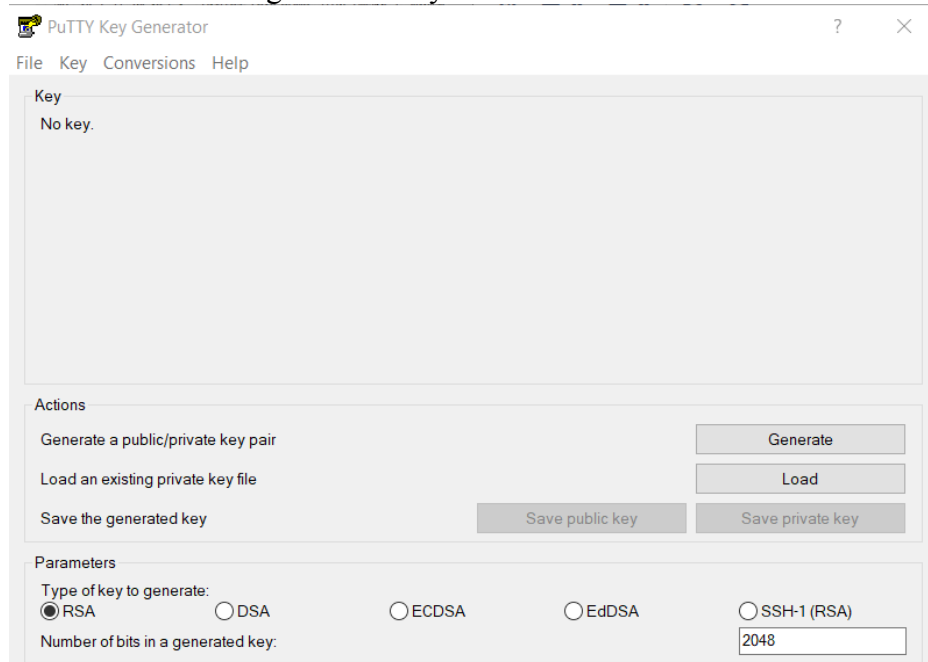 PuTTY Key Generator
File Key Conversions Help
Key
No key.
Actions
Generate a public/private key pair Generate
Load an existing private key file Load
Save the generated key Save public key Save private key
Parameters
Type of key to generate:
RSA DSA ECDSA EdDSA SSH-1 (RSA)
Number of bits in a generated key: 2048